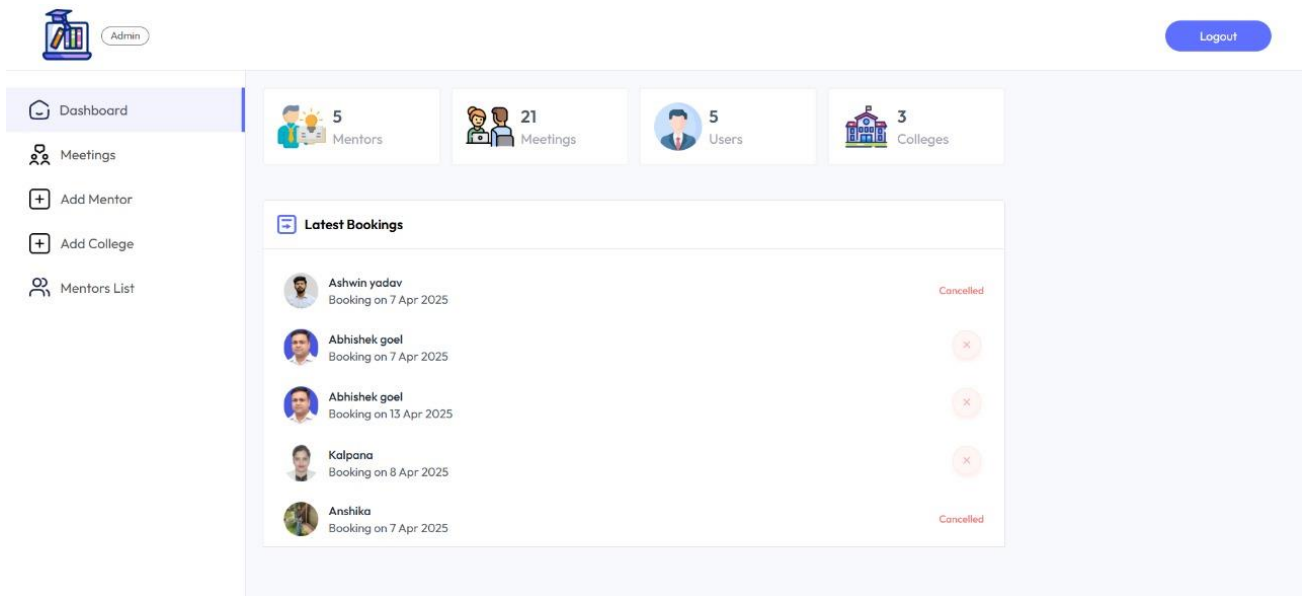 Admin
Logout
Dashboard
Meetings
Add Mentor
Add College
Mentors List
5
Mentors
21
Meetings
5
Users
3
Colleges
Latest Bookings
Ashwin yadav
Booking on 7 Apr 2025
Cancelled
Abhishek goel
Booking on 7 Apr 2025
Abhishek goel
Booking on 13 Apr 2025
Kalpana
Booking on 8 Apr 2025
Anshika
Booking on 7 Apr 2025
Cancelled